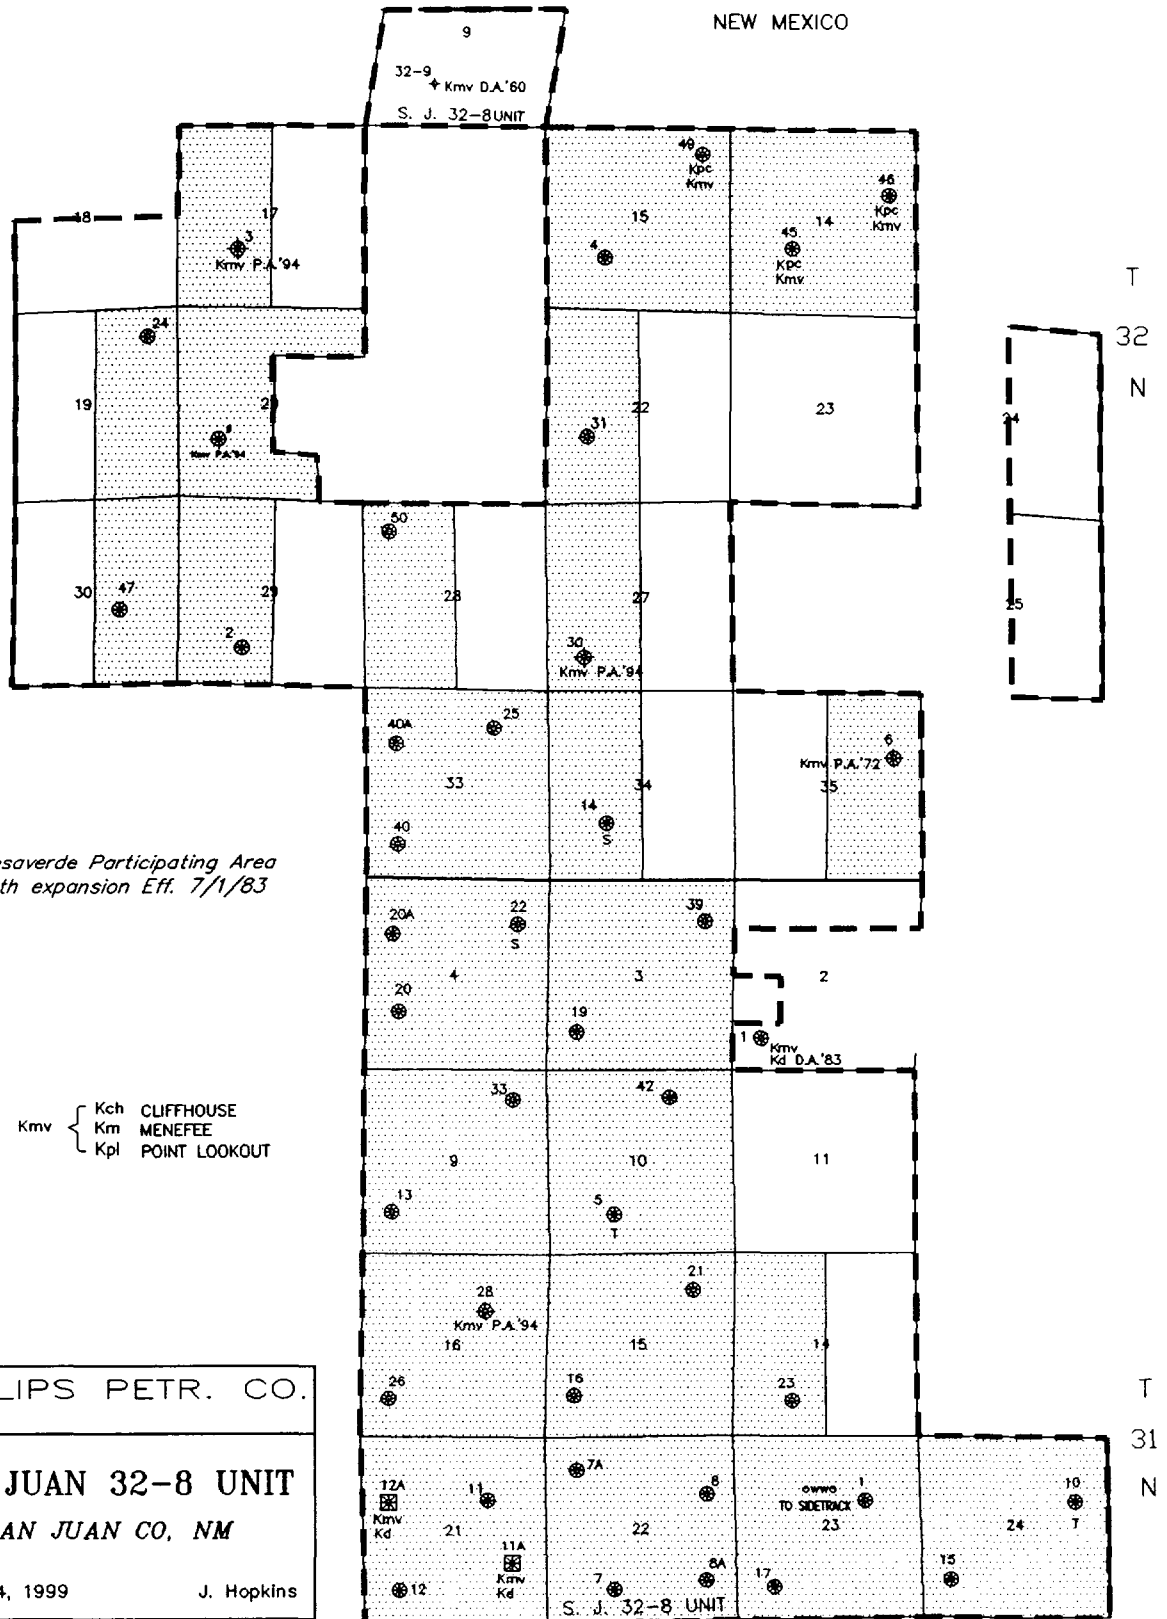 NEW MEXICO
9
32-9
Kmv D.A.'60
S. J. 32-8 UNIT
49
Kpc
Kmv
46
Kpc
Kmv
18
17
15
14
3
Kmv P.A.'94
4
45
Kpc
Kmv
T
32
N
24
31
19
22
23
24
Kmv P.A.'94
50
30
47
29
28
27
25
2
30
Kmv P.A.'94
40A
25
6
Kmv P.A.'72
33
34
35
14
S
40
esaverde Participating Area
th expansion Eff. 7/1/83
20A
22
S
39
4
3
2
20
19
1
Kmv
Kd D.A.'83
33
42
Kmv { Kch CLIFFHOUSE
Km MENEFEE
Kpl POINT LOOKOUT
9
10
11
13
5
T
28
Kmv P.A.'94
21
16
15
14
26
16
23
LIPS PETR. CO.
T
31
N
JUAN 32-8 UNIT
AN JUAN CO, NM
4, 1999
J. Hopkins
12A
Kmv
Kd
11
7A
8
OWWO
TO SIDETRACK
1
10
T
21
22
23
24
11A
Kmv
Kd
12
7
8A
17
15
S. J. 32-8 UNIT